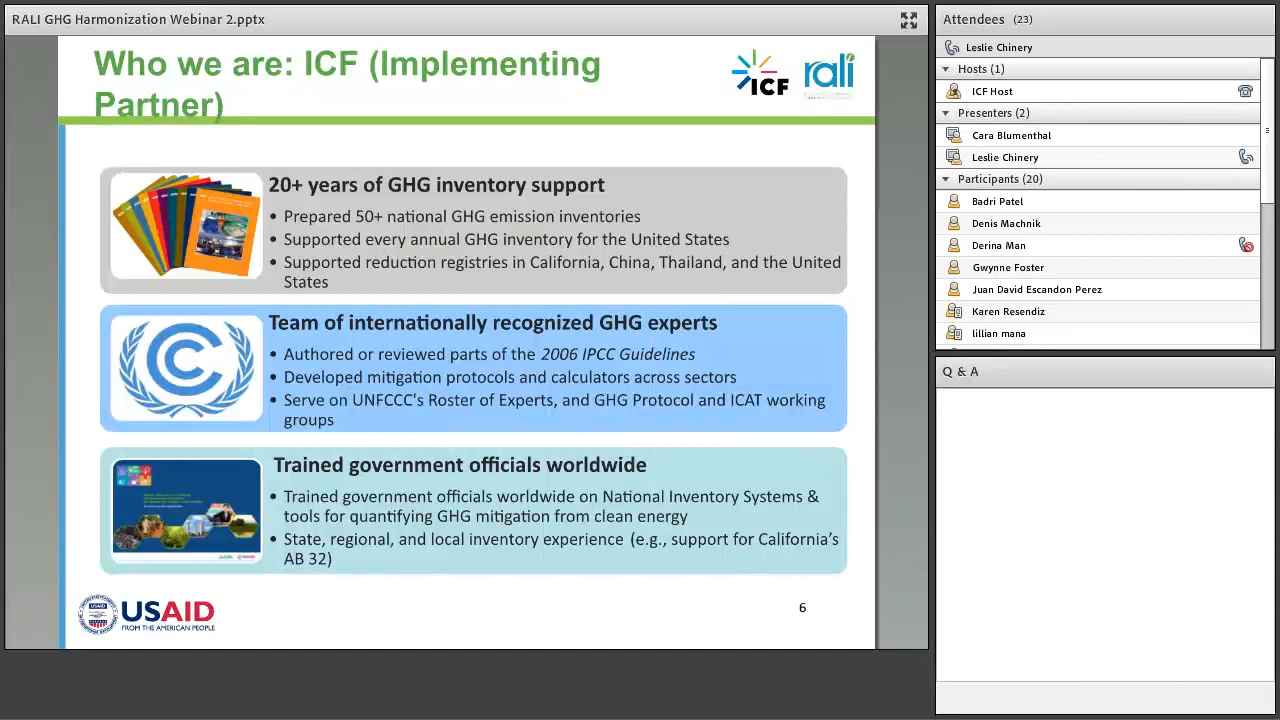 RALI GHG Harmonization Webinar 2.pptx
Who we are: ICF (Implementing
Partner)
ICF
rali
20+ years of GHG inventory support
• Prepared 50+ national GHG emission inventories
• Supported every annual GHG inventory for the United States
• Supported reduction registries in California, China, Thailand, and the United
States
Team of internationally recognized GHG experts
• Authored or reviewed parts of the 2006 IPCC Guidelines
• Developed mitigation protocols and calculators across sectors
• Serve on UNFCCC's Roster of Experts, and GHG Protocol and ICAT working
groups
Trained government officials worldwide
• Trained government officials worldwide on National Inventory Systems &
tools for quantifying GHG mitigation from clean energy
• State, regional, and local inventory experience (e.g., support for California’s
AB 32)
USAID
FROM THE AMERICAN PEOPLE
6
Attendees (23)
Leslie Chinery
Hosts (1)
ICF Host
Presenters (2)
Cara Blumenthal
Leslie Chinery
Participants (20)
Badri Patel
Denis Machnik
Derina Man
Gwynne Foster
Juan David Escandon Perez
Karen Resendiz
lillian mana
Q & A